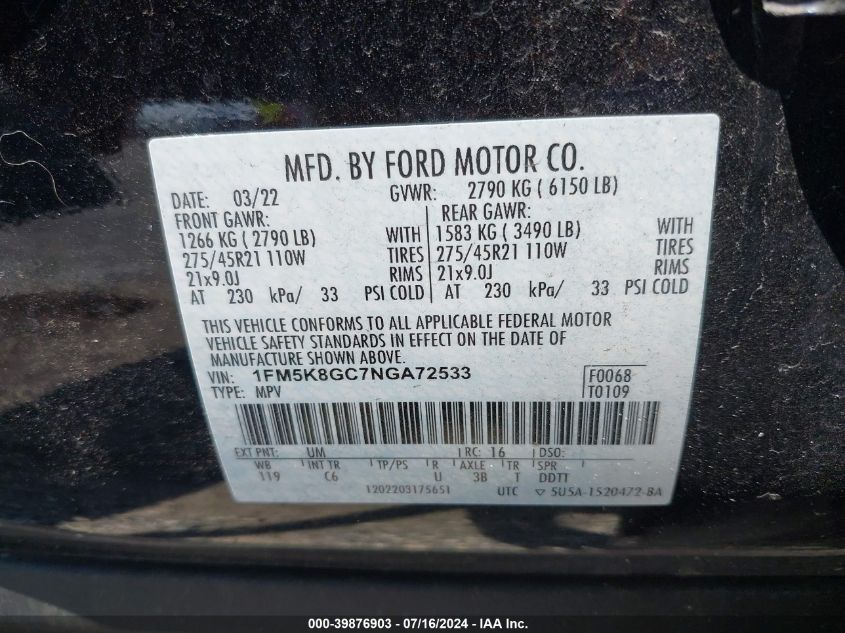 MFD. BY FORD MOTOR CO.
DATE: 03/22 GVWR: 2790 KG ( 6150 LB)
FRONT GAWR: REAR GAWR:
1266 KG ( 2790 LB) WITH 1583 KG ( 3490 LB) WITH
275/45R21 110W TIRES 275/45R21 110W TIRES
21x9.0J RIMS 21x9.0J RIMS
AT 230 kPa/ 33 PSI COLD AT 230 kPa/ 33 PSI COLD
THIS VEHICLE CONFORMS TO ALL APPLICABLE FEDERAL MOTOR
VEHICLE SAFETY STANDARDS IN EFFECT ON THE DATE OF
MANUFACTURE SHOWN ABOVE.
VIN: 1FM5K8GC7NGA72533 F0068
TYPE: MPV T0109
EXT PNT: UM RC: 16 DSO:
WB INT TR TP/PS R AXLE TR SPR
119 C6 U 3B T DDTT
1202203175651 UTC ▽ 5U5A-1520472-BA
000-39876903 / 07/16/2024 - IAA Inc.